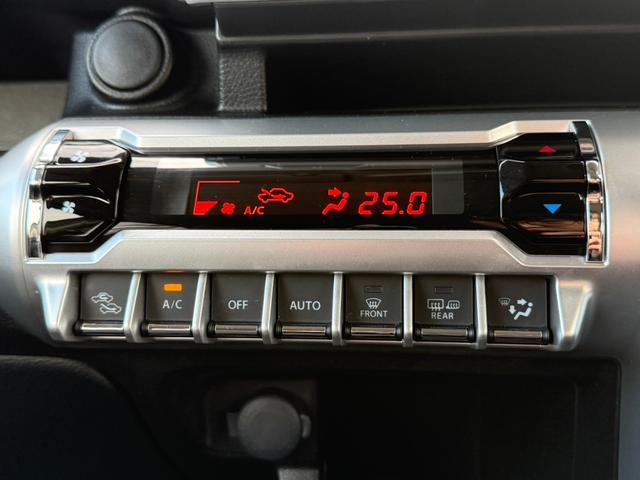 A/C 25.0
A/C OFF AUTO FRONT REAR